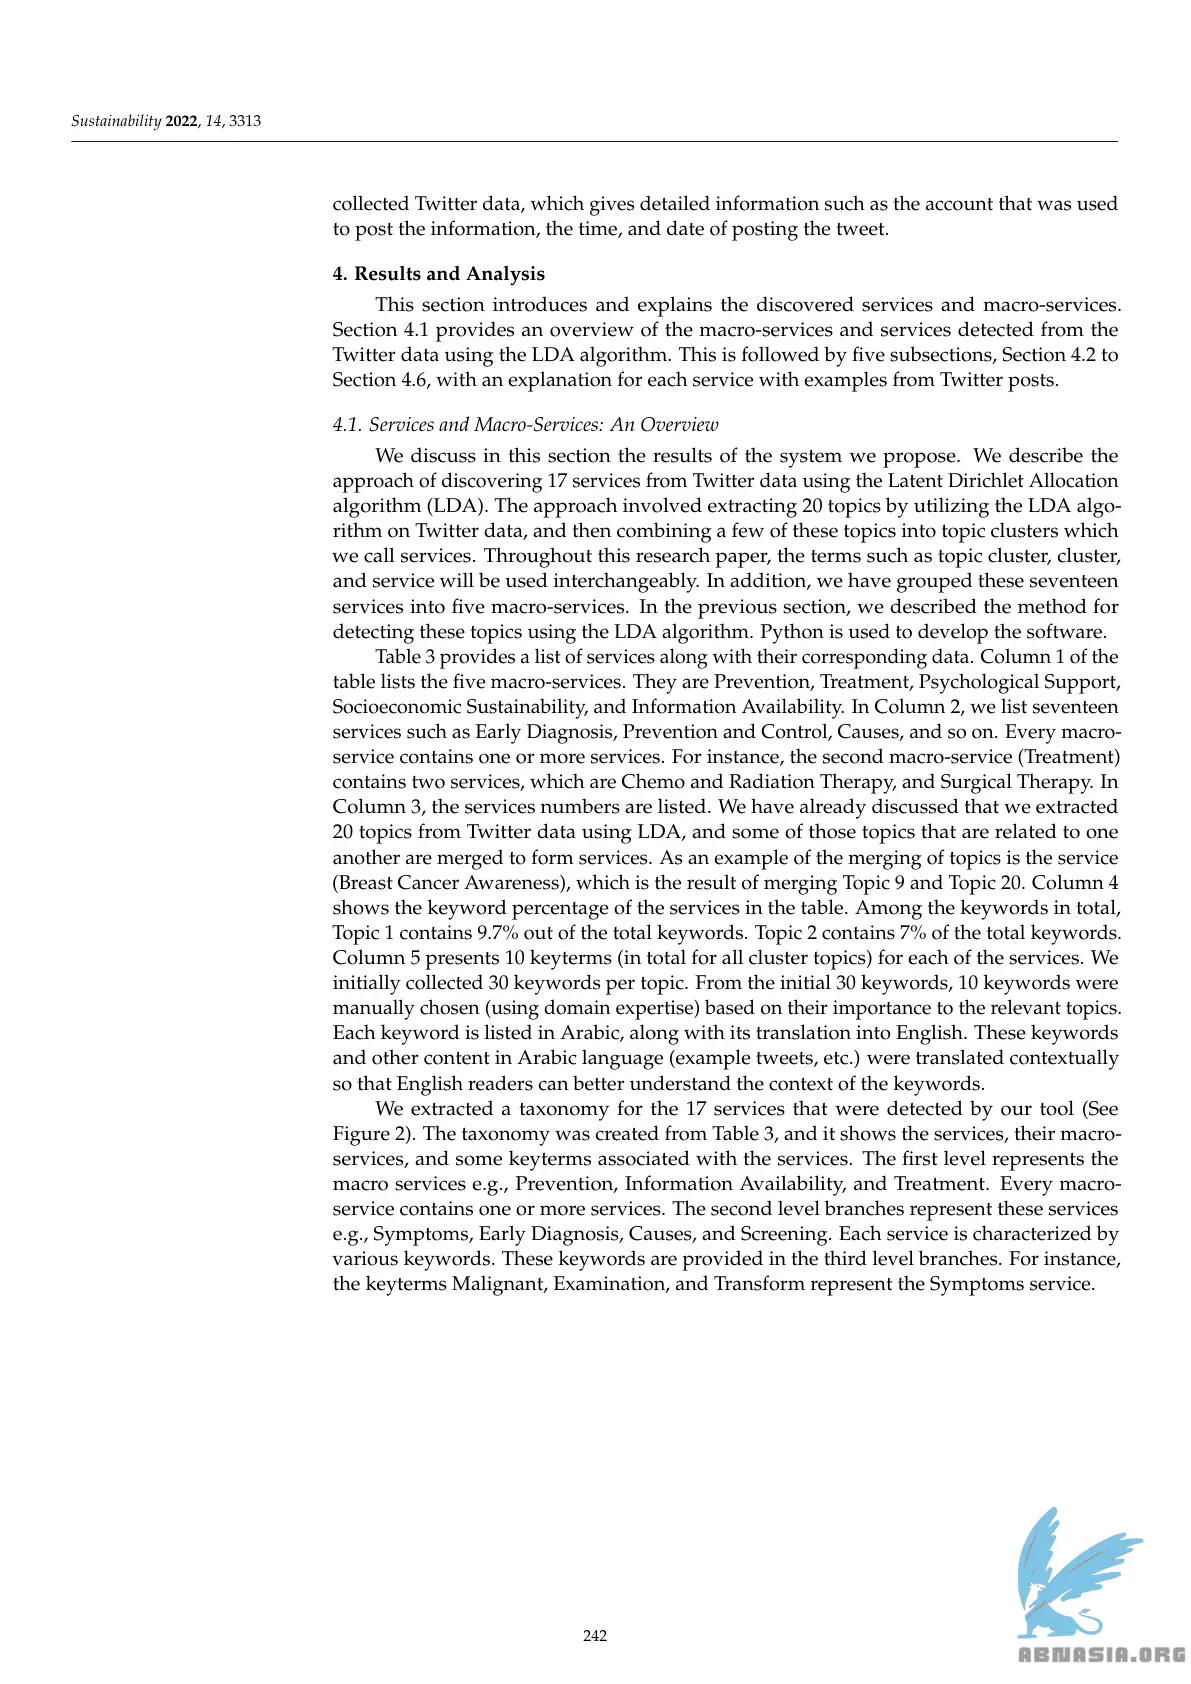 Sustainability 2022, 14, 3313
collected Twitter data, which gives detailed information such as the account that was used
to post the information, the time, and date of posting the tweet.
4. Results and Analysis
This section introduces and explains the discovered services and macro-services.
Section 4.1 provides an overview of the macro-services and services detected from the
Twitter data using the LDA algorithm. This is followed by five subsections, Section 4.2 to
Section 4.6, with an explanation for each service with examples from Twitter posts.
4.1. Services and Macro-Services: An Overview
We discuss in this section the results of the system we propose. We describe the
approach of discovering 17 services from Twitter data using the Latent Dirichlet Allocation
algorithm (LDA). The approach involved extracting 20 topics by utilizing the LDA algo-
rithm on Twitter data, and then combining a few of these topics into topic clusters which
we call services. Throughout this research paper, the terms such as topic cluster, cluster,
and service will be used interchangeably. In addition, we have grouped these seventeen
services into five macro-services. In the previous section, we described the method for
detecting these topics using the LDA algorithm. Python is used to develop the software.
Table 3 provides a list of services along with their corresponding data. Column 1 of the
table lists the five macro-services. They are Prevention, Treatment, Psychological Support,
Socioeconomic Sustainability, and Information Availability. In Column 2, we list seventeen
services such as Early Diagnosis, Prevention and Control, Causes, and so on. Every macro-
service contains one or more services. For instance, the second macro-service (Treatment)
contains two services, which are Chemo and Radiation Therapy, and Surgical Therapy. In
Column 3, the services numbers are listed. We have already discussed that we extracted
20 topics from Twitter data using LDA, and some of those topics that are related to one
another are merged to form services. As an example of the merging of topics is the service
(Breast Cancer Awareness), which is the result of merging Topic 9 and Topic 20. Column 4
shows the keyword percentage of the services in the table. Among the keywords in total,
Topic 1 contains 9.7% out of the total keywords. Topic 2 contains 7% of the total keywords.
Column 5 presents 10 keyterms (in total for all cluster topics) for each of the services. We
initially collected 30 keywords per topic. From the initial 30 keywords, 10 keywords were
manually chosen (using domain expertise) based on their importance to the relevant topics.
Each keyword is listed in Arabic, along with its translation into English. These keywords
and other content in Arabic language (example tweets, etc.) were translated contextually
so that English readers can better understand the context of the keywords.
We extracted a taxonomy for the 17 services that were detected by our tool (See
Figure 2). The taxonomy was created from Table 3, and it shows the services, their macro-
services, and some keyterms associated with the services. The first level represents the
macro services e.g., Prevention, Information Availability, and Treatment. Every macro-
service contains one or more services. The second level branches represent these services
e.g., Symptoms, Early Diagnosis, Causes, and Screening. Each service is characterized by
various keywords. These keywords are provided in the third level branches. For instance,
the keyterms Malignant, Examination, and Transform represent the Symptoms service.
242
ABNASIA.ORG